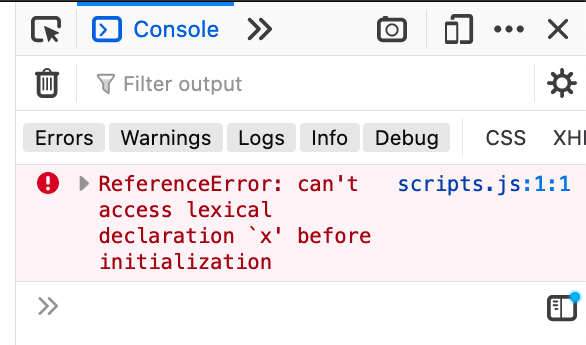 Console
Filter output
Errors Warnings Logs Info Debug CSS XH
ReferenceError: can't scripts.js:1:1
access lexical
declaration `x' before
initialization